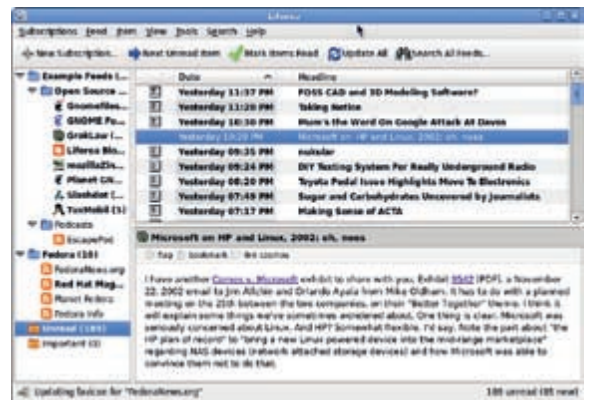 Liferea
Subscriptions Feed Item View Tools Search Help
New Subscription... Next Unread Item Mark Items Read Update All Search All Feeds...
Example Feeds (...
Open Source ...
Gnomefiles...
GNOME Fo...
GrokLaw (...
Liferea Blo...
mozillaZin...
Planet GN...
Slashdot (...
TuxMobil (5)
Podcasts
EscapePod
Fedora (10)
FedoraNews.org
Red Hat Mag...
Planet Fedora
Fedora Info
Unread (185)
Important (0)
Date Headline
Yesterday 11:37 PM FOSS CAD and 3D Modeling Software?
Yesterday 11:20 PM Taking Notice
Yesterday 10:30 PM Mum's the Word On Google Attack At Davos
Yesterday 10:20 PM Microsoft on HP and Linux, 2002: oh, noes
Yesterday 09:35 PM
Yesterday 09:24 PM DIY Texting System For Really Underground Radio
Yesterday 08:20 PM Toyota Pedal Issue Highlights Move To Electronics
Yesterday 07:45 PM Sugar and Carbohydrates Uncovered by Journalists
Yesterday 07:17 PM Making Sense of ACTA
Microsoft on HP and Linux, 2002: oh, noes
I have another Comes v. Microsoft exhibit to share with you, Exhibit [PDF], a November
22, 2002 email to Jim Allchin and Orlando Ayala from Mike Oldham. It has to do with a planned
meeting on the 25th between the two companies, on their "Better Together" theme. I think it
will explain some things we've sometimes wondered about. One thing is clear: Microsoft was
seriously concerned about Linux. And HP? Somewhat flexible, I'd say. Note the part about "the
HP plan of record" to "bring a new Linux powered device into the mid-range marketplace"
regarding NAS devices (network attached storage devices) and how Microsoft was able to
convince them not to do that.
Updating favicon for "FedoraNews.org"
185 unread (85 new)